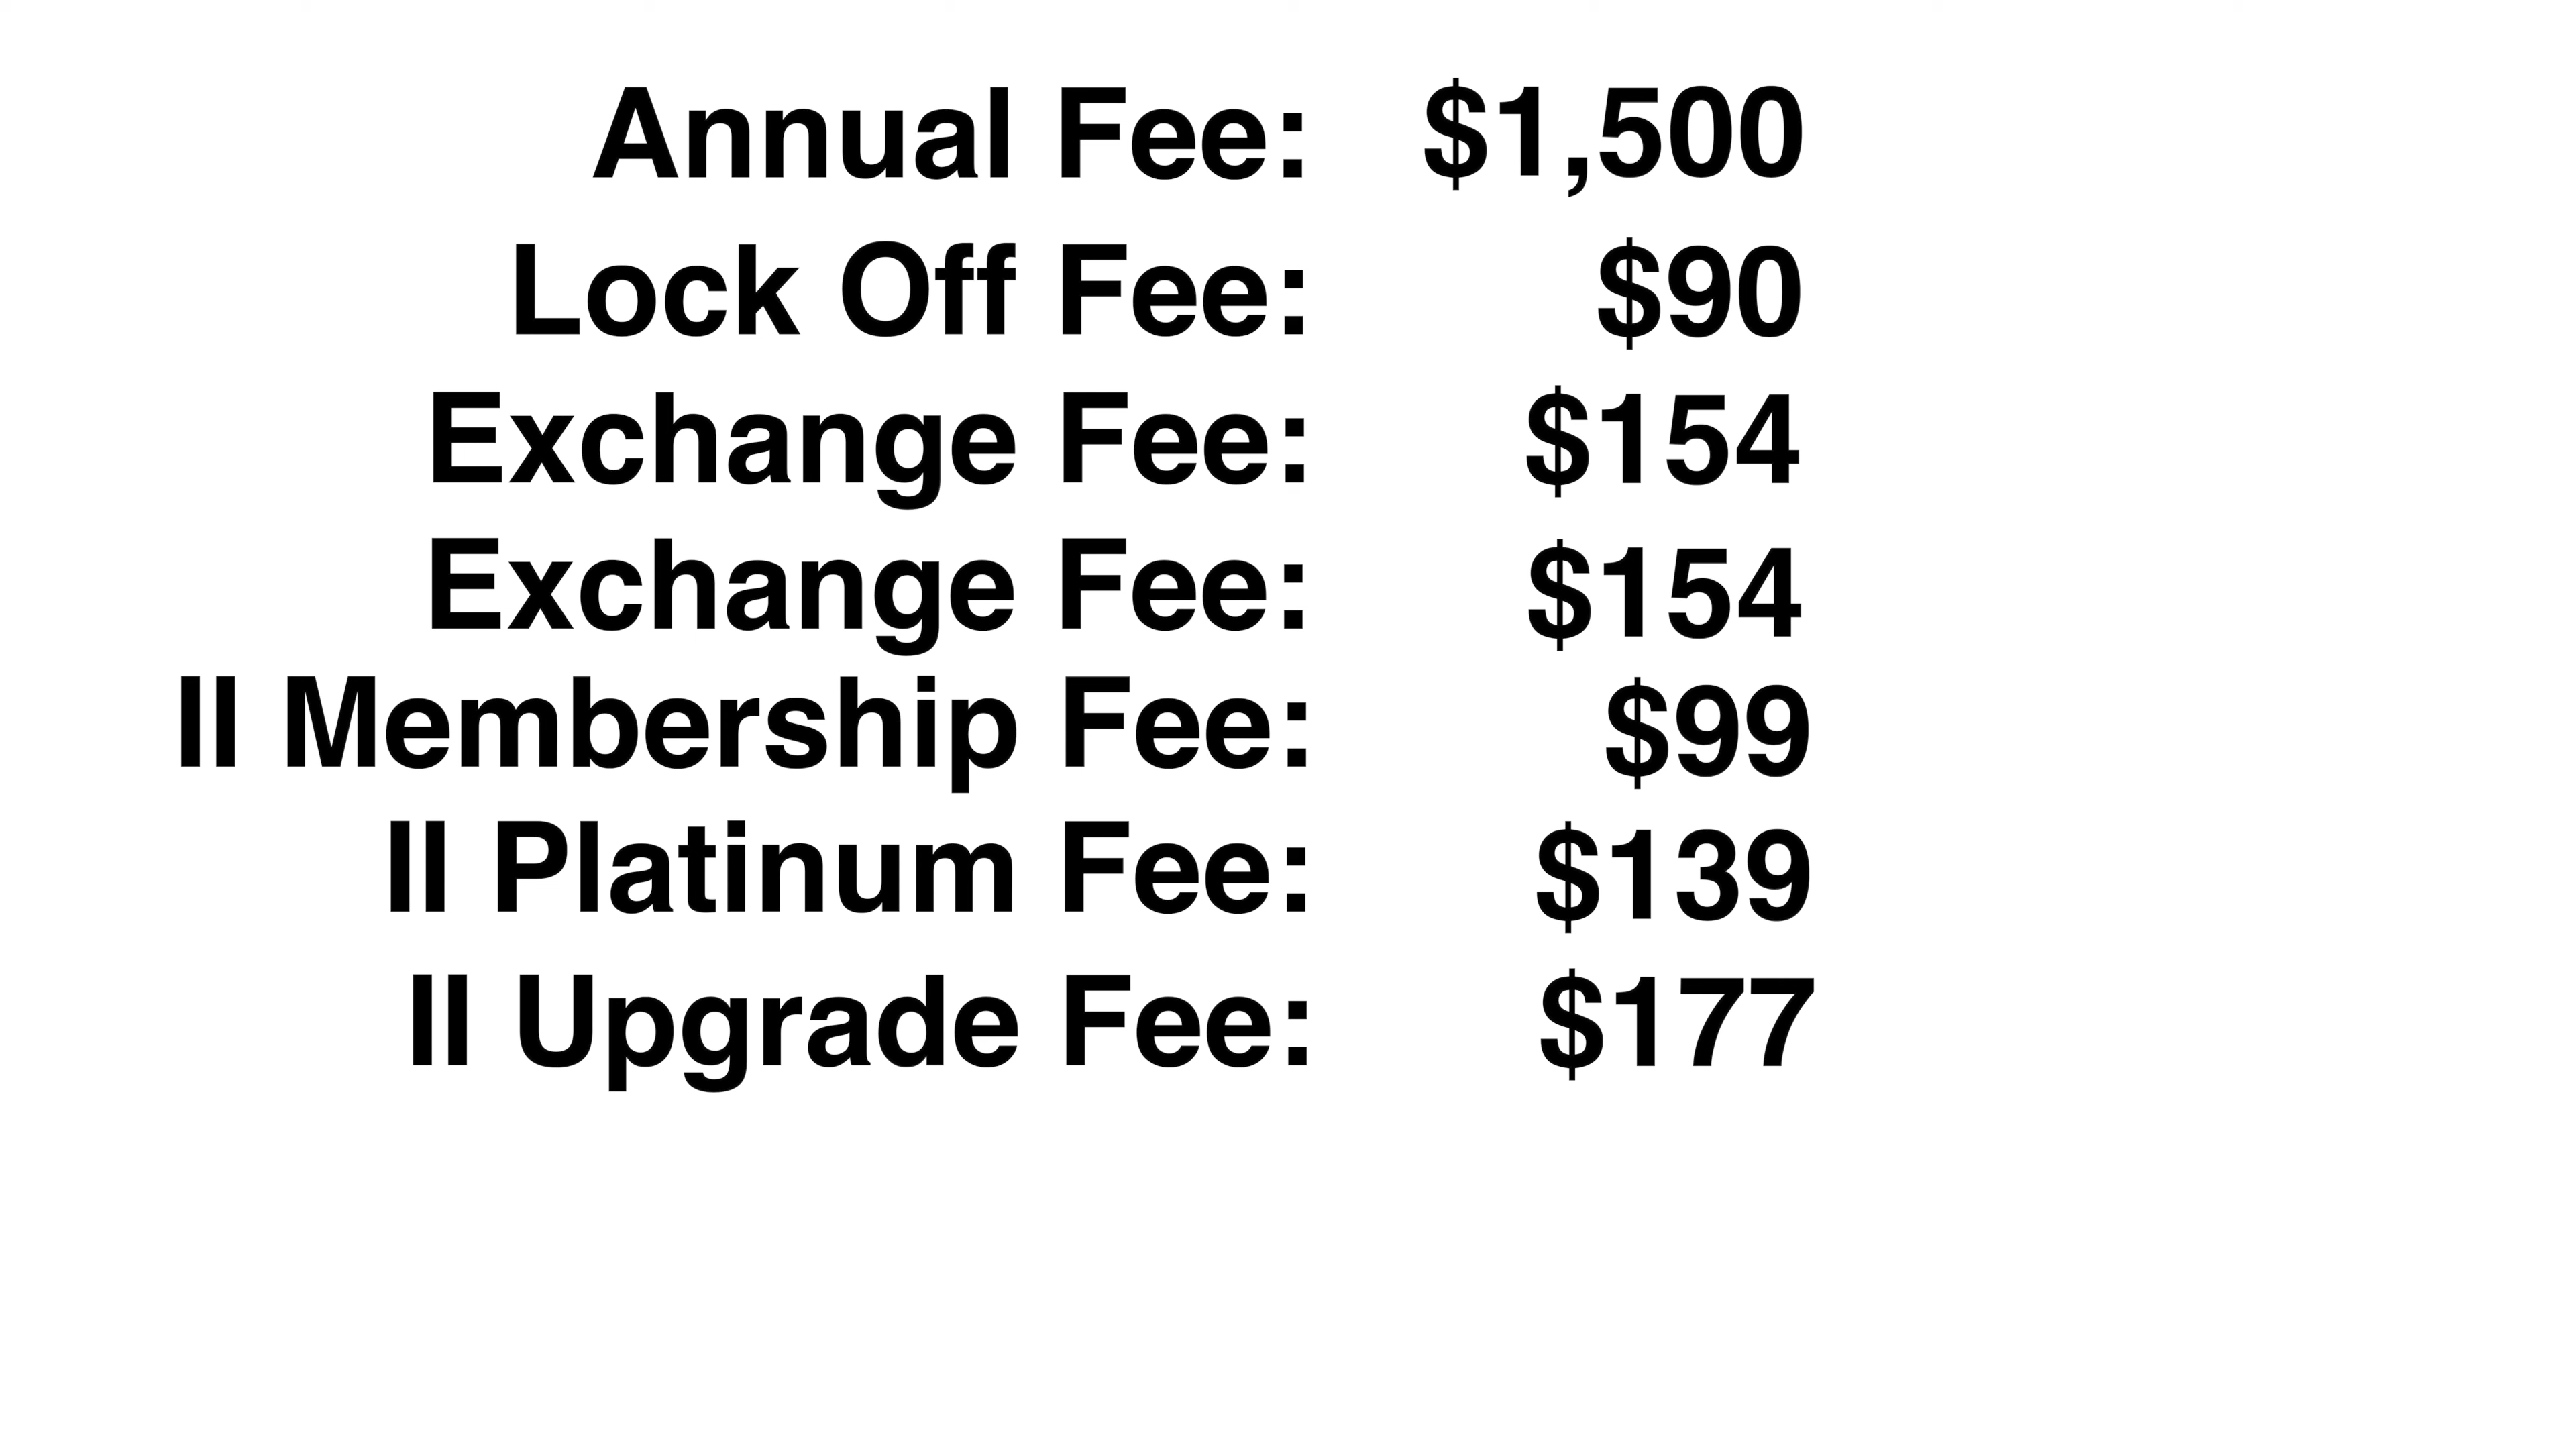 Annual Fee: $1,500
Lock Off Fee: $90
Exchange Fee: $154
Exchange Fee: $154
II Membership Fee: $99
II Platinum Fee: $139
II Upgrade Fee: $177